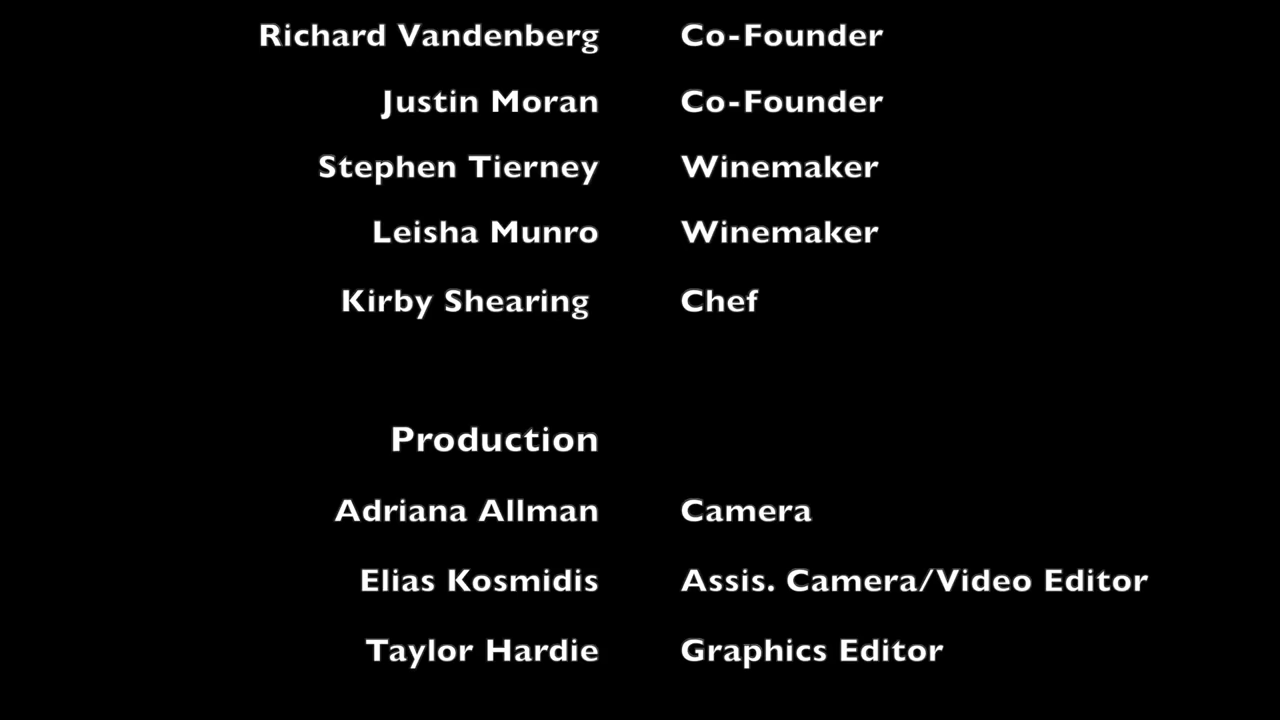 Richard Vandenberg Co-Founder
Justin Moran Co-Founder
Stephen Tierney Winemaker
Leisha Munro Winemaker
Kirby Shearing Chef
Production
Adriana Allman Camera
Elias Kosmidis Assis. Camera/Video Editor
Taylor Hardie Graphics Editor